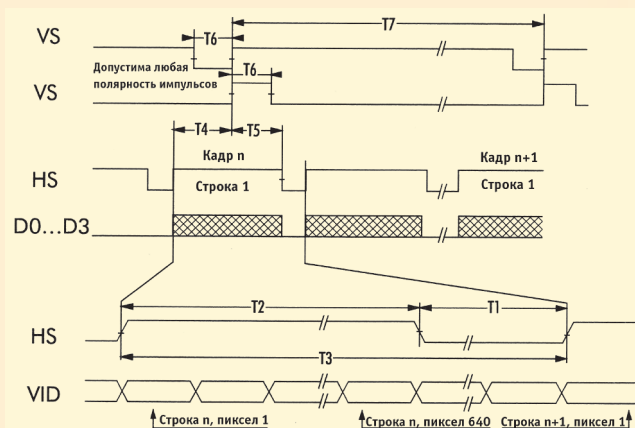 VS
T6
T7
Допустима любая
полярность импульсов
T6
VS
T4
T5
Кадр n
Кадр n+1
HS
Строка 1
Строка 1
D0...D3
T2
T1
HS
T3
VID
Строка n, пиксел 1
Строка n, пиксел 640
Строка n+1, пиксел 1